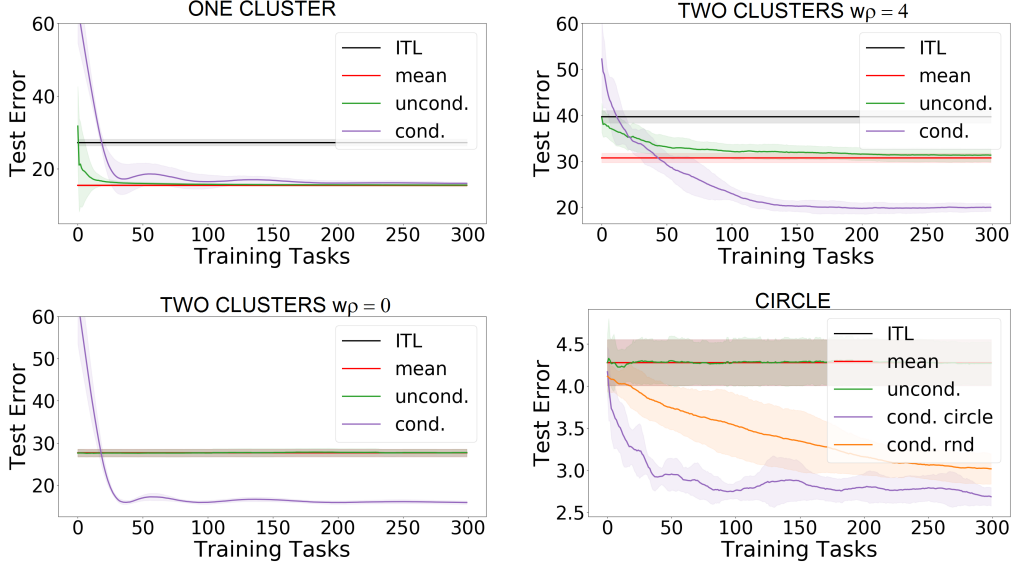 ONE CLUSTER
60
40
20
Test Error
ITL
mean
uncond.
cond.
0 50 100 150 200 250 300
Training Tasks
TWO CLUSTERS wρ = 4
60
50
40
30
20
Test Error
ITL
mean
uncond.
cond.
0 50 100 150 200 250 300
Training Tasks
TWO CLUSTERS wρ = 0
60
50
40
30
20
Test Error
ITL
mean
uncond.
cond.
0 50 100 150 200 250 300
Training Tasks
CIRCLE
4.5
4.0
3.5
3.0
2.5
Test Error
ITL
mean
uncond.
cond. circle
cond. rnd
0 50 100 150 200 250 300
Training Tasks